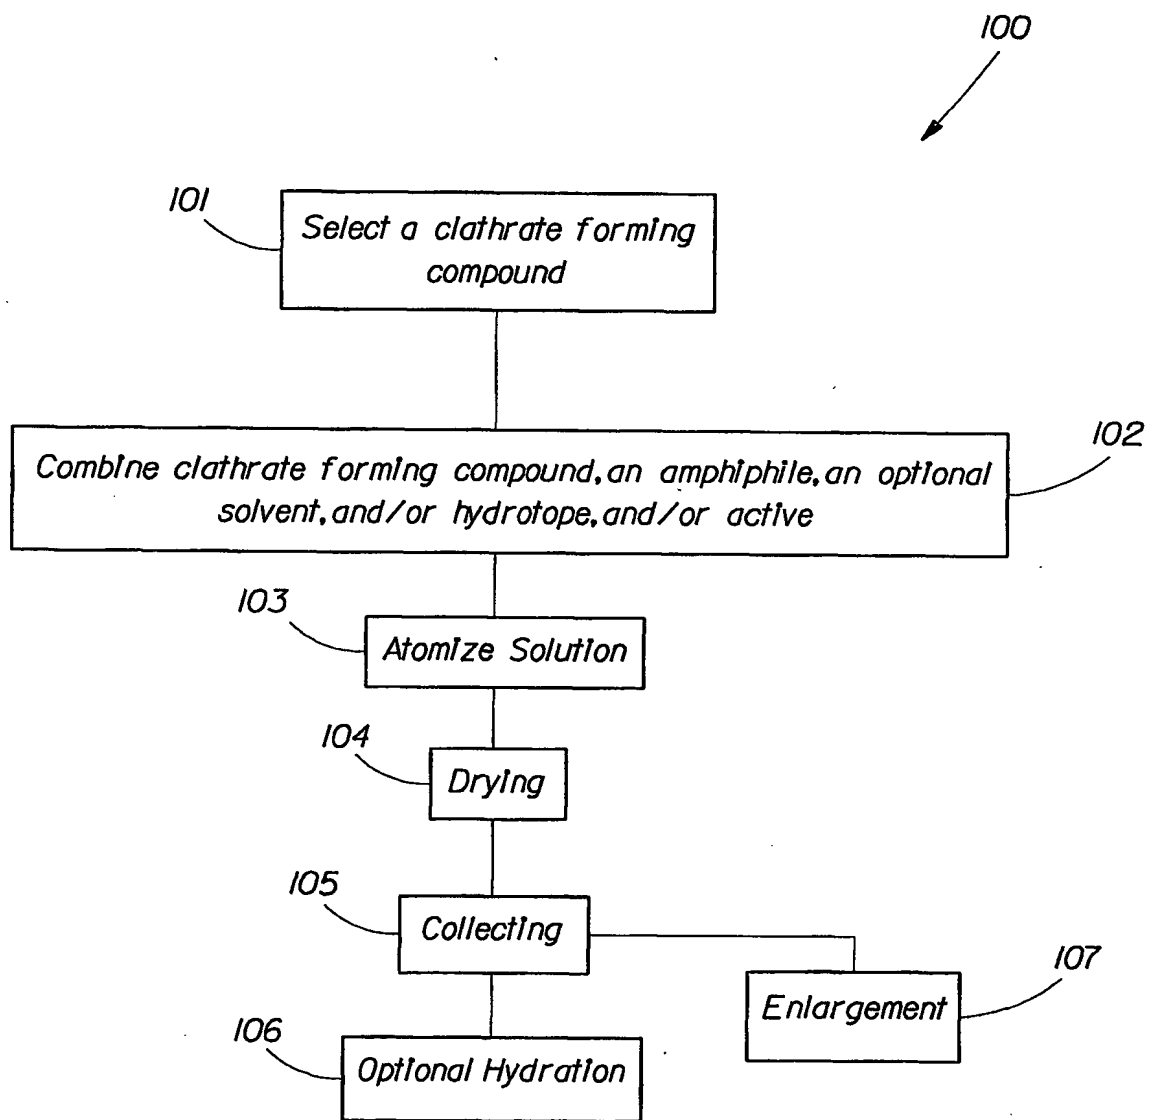 100
101
Select a clathrate forming
compound
102
Combine clathrate forming compound, an amphiphile, an optional
solvent, and/or hydrotope, and/or active
103
Atomize Solution
104
Drying
105
Collecting
107
Enlargement
106
Optional Hydration